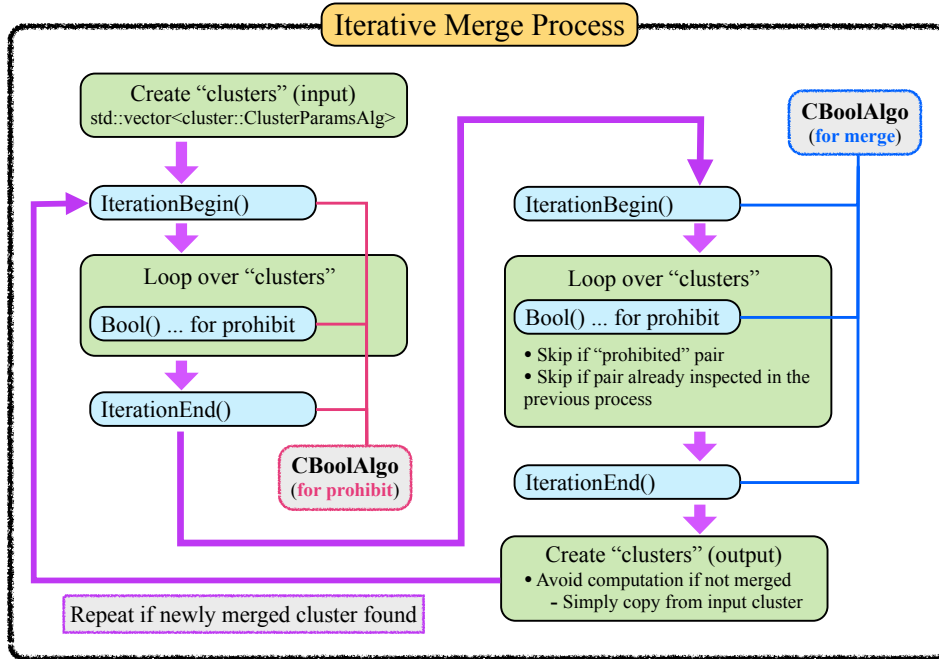 Iterative Merge Process
Create “clusters” (input)
std::vector<cluster::ClusterParamsAlg>
IterationBegin()
Loop over “clusters”
Bool() ... for prohibit
IterationEnd()
CBoolAlgo
(for prohibit)
CBoolAlgo
(for merge)
IterationBegin()
Loop over “clusters”
Bool() ... for prohibit
• Skip if “prohibited” pair
• Skip if pair already inspected in the
previous process
IterationEnd()
Create “clusters” (output)
• Avoid computation if not merged
- Simply copy from input cluster
Repeat if newly merged cluster found